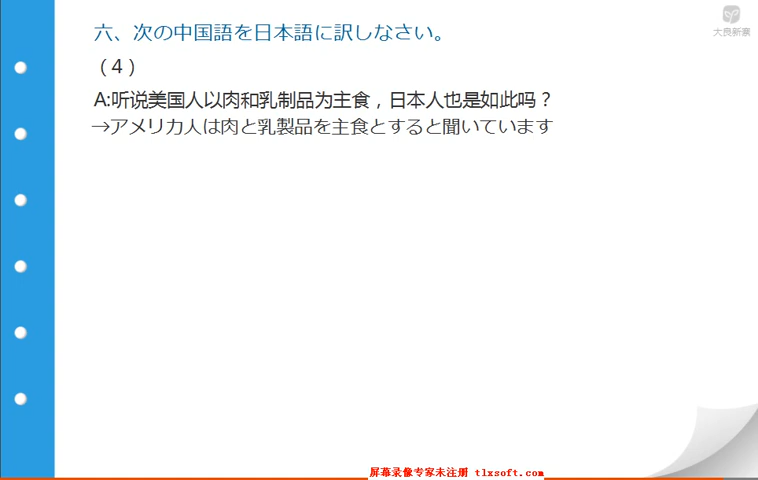 大良新寨
六、次の中国語を日本語に訳しなさい。
（4）
A:听说美国人以肉和乳制品为主食，日本人也是如此吗？
→アメリカ人は肉と乳製品を主食とすると聞いています
屏幕录像专家未注册 tlxsoft.com